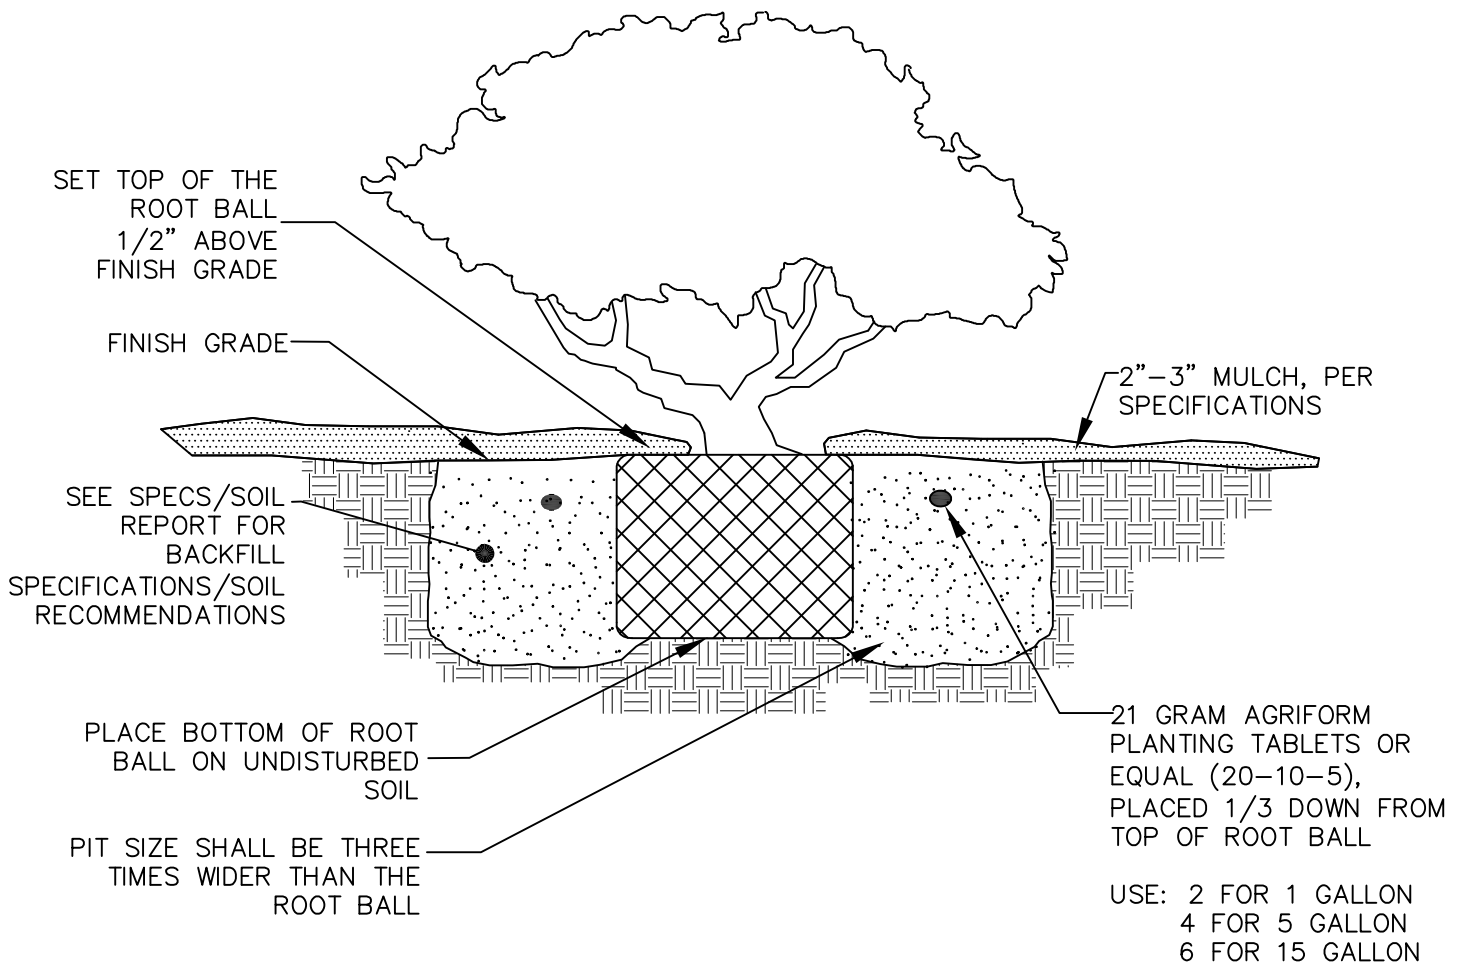 SET TOP OF THE
ROOT BALL
1/2” ABOVE
FINISH GRADE
FINISH GRADE
2”–3” MULCH, PER
SPECIFICATIONS
SEE SPECS/SOIL
REPORT FOR
BACKFILL
SPECIFICATIONS/SOIL
RECOMMENDATIONS
PLACE BOTTOM OF ROOT
BALL ON UNDISTURBED
SOIL
PIT SIZE SHALL BE THREE
TIMES WIDER THAN THE
ROOT BALL
21 GRAM AGRIFORM
PLANTING TABLETS OR
EQUAL (20–10–5),
PLACED 1/3 DOWN FROM
TOP OF ROOT BALL
USE: 2 FOR 1 GALLON
4 FOR 5 GALLON
6 FOR 15 GALLON